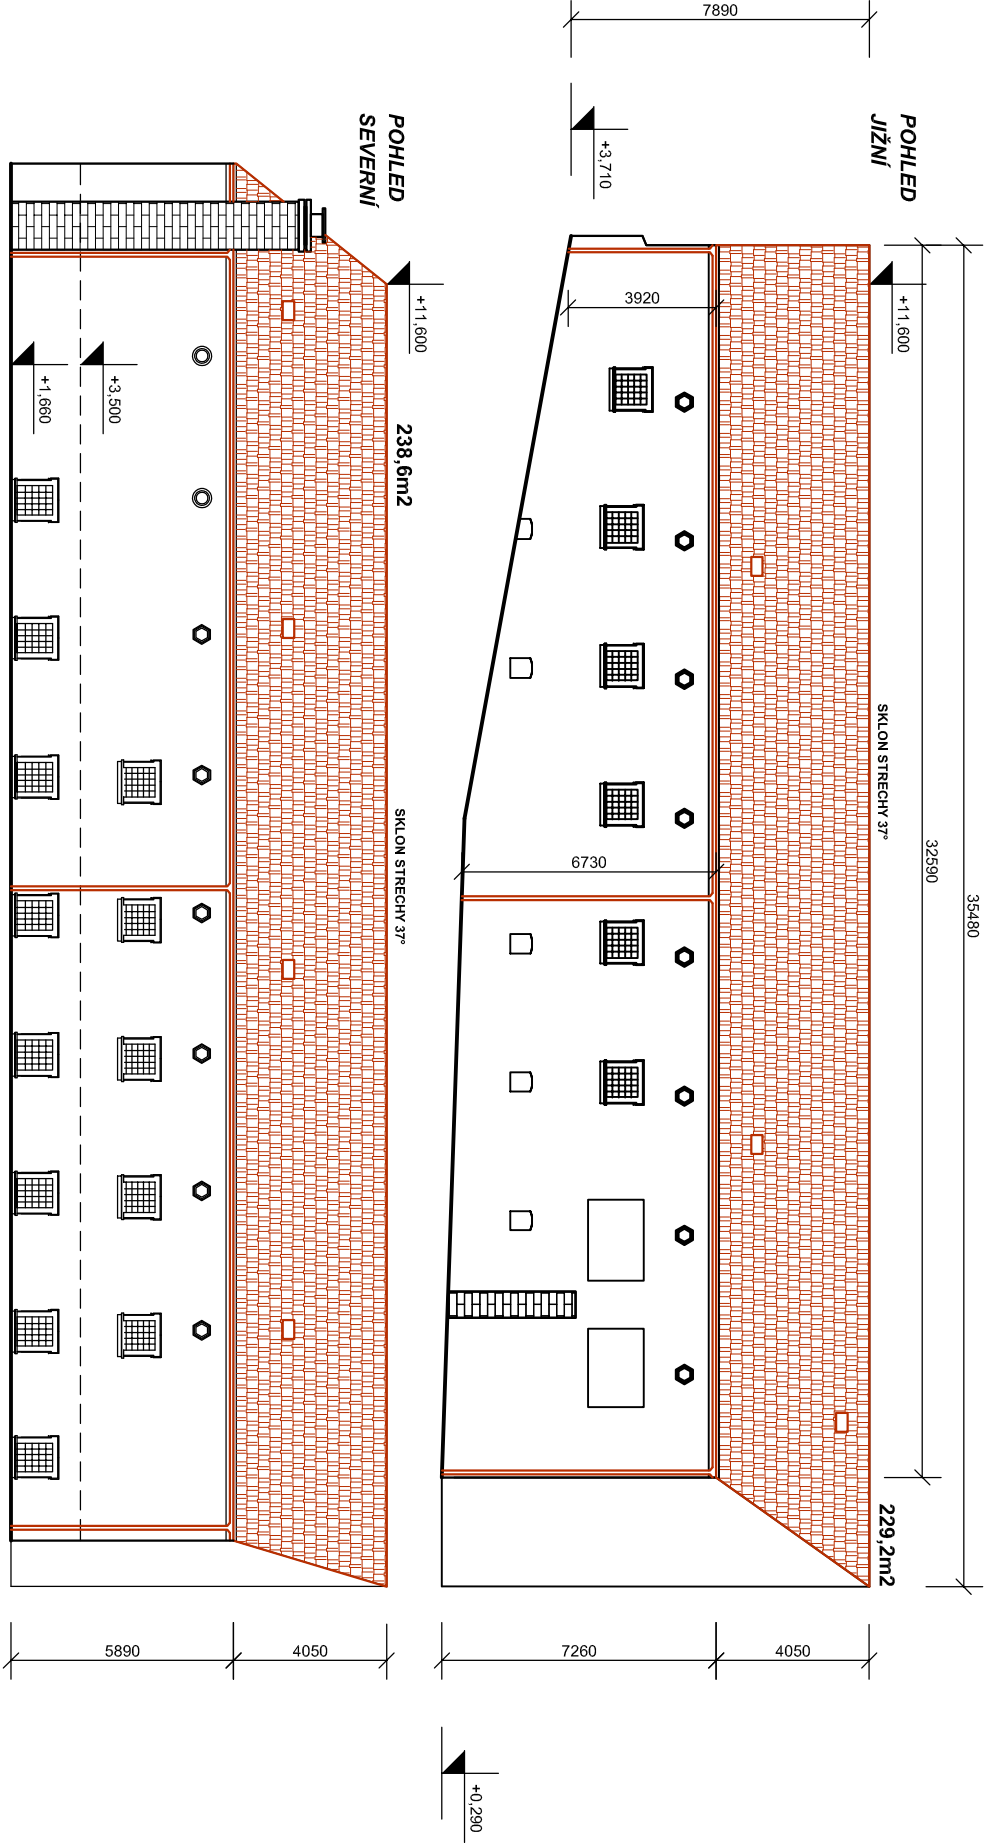 POHLED
JIŽNÍ
7890
+3,710
+11,600
3920
SKLON STRECHY 37°
6730
32590
35480
229,2m2
7260
4050
+0,290
POHLED
SEVERNÍ
+11,600
238,6m2
+3,500
+1,660
SKLON STRECHY 37°
5890
4050